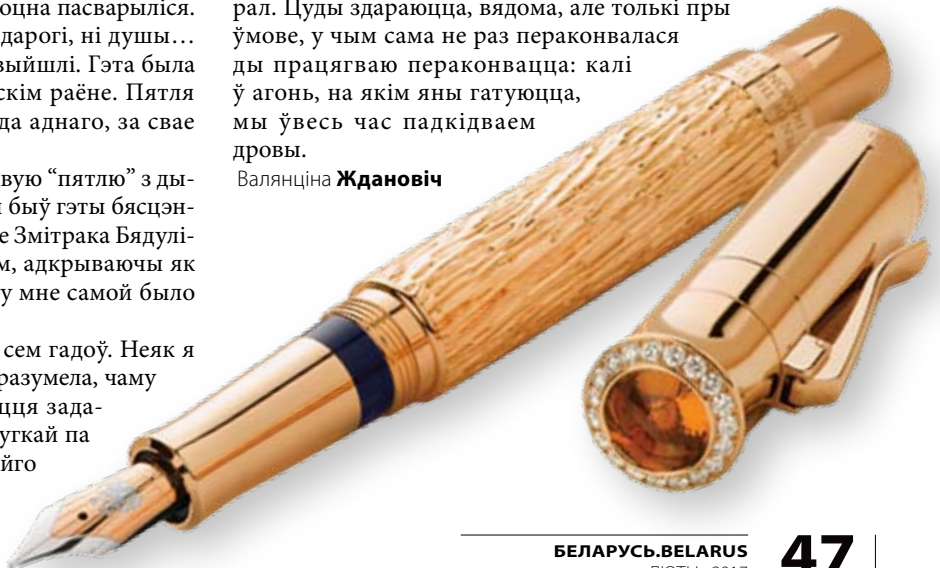 оцна пасварыліся.
дарогі, ні душы…
выйшлі. Гэта была
скім раёне. Пятля
да аднаго, за свае
вую “пятлю” з ды-
быў гэты бясцэн-
е Змітрака Бядулі-
м, адкрываючы як
у мне самой было
сем гадоў. Неяк я
разумела, чаму
цца зада-
угкай па
йго
рал. Цуды здараюцца, вядома, але толькі пры
ўмове, у чым сама не раз пераконвалася
ды працягваю пераконвацца: калі
ў агонь, на якім яны гатуюцца,
мы ўвесь час падкідваем
дровы.
Валянціна Ждановіч
БЕЛАРУСЬ.BELARUS
47